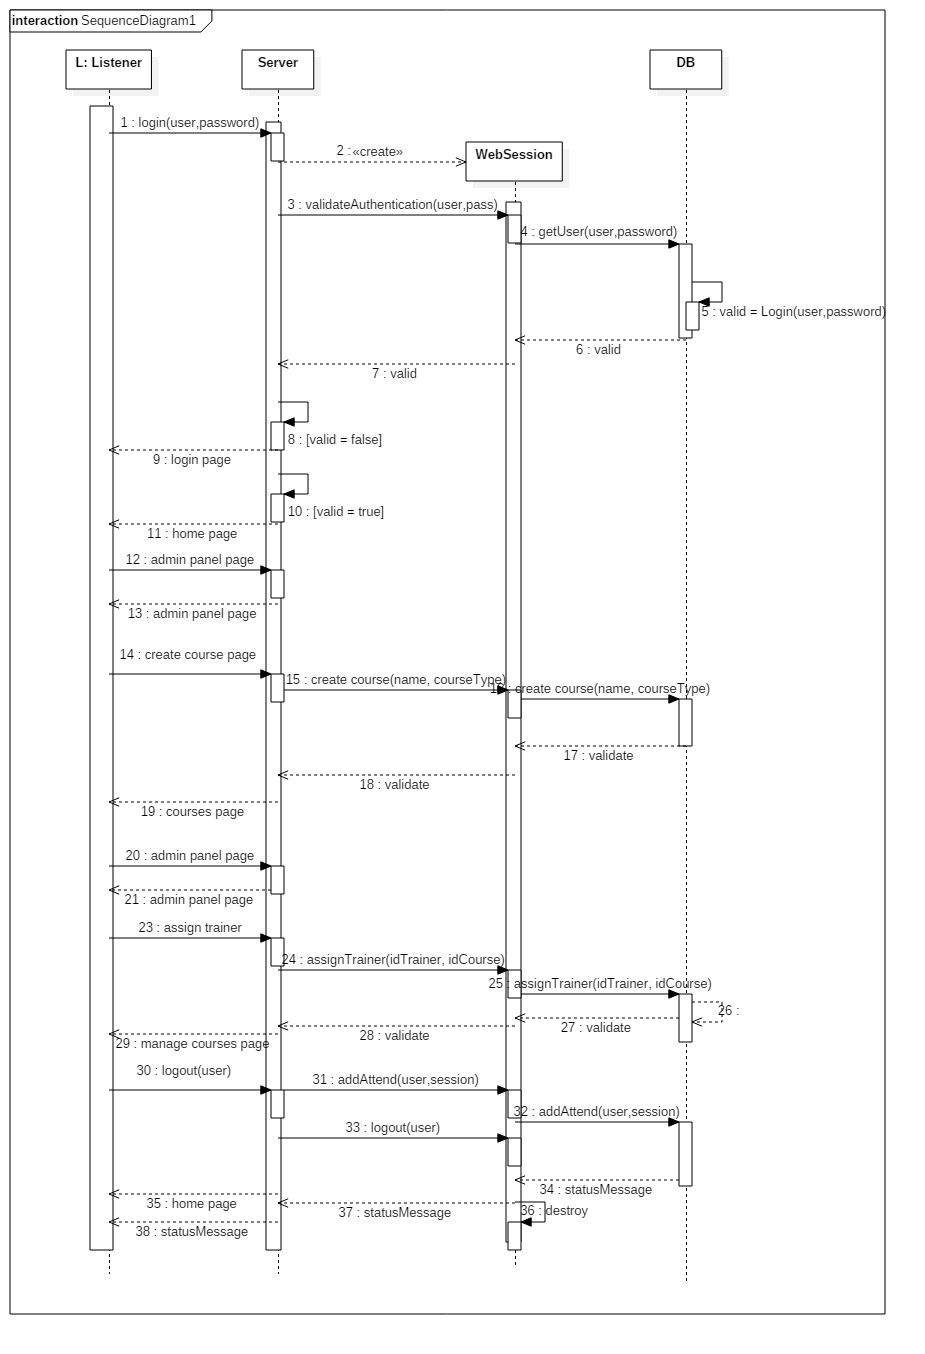 interaction SequenceDiagram1
L: Listener
Server
DB
1 : login(user,password)
2 : «create»
WebSession
3 : validateAuthentication(user,pass)
4 : getUser(user,password)
5 : valid = Login(user,password)
6 : valid
7 : valid
8 : [valid = false]
9 : login page
10 : [valid = true]
11 : home page
12 : admin panel page
13 : admin panel page
14 : create course page
15 : create course(name, courseType)
: create course(name, courseType)
17 : validate
18 : validate
19 : courses page
20 : admin panel page
21 : admin panel page
23 : assign trainer
24 : assignTrainer(idTrainer, idCourse)
25 : assignTrainer(idTrainer, idCourse)
26 :
27 : validate
28 : validate
29 : manage courses page
30 : logout(user)
31 : addAttend(user,session)
32 : addAttend(user,session)
33 : logout(user)
34 : statusMessage
35 : home page
36 : destroy
37 : statusMessage
38 : statusMessage